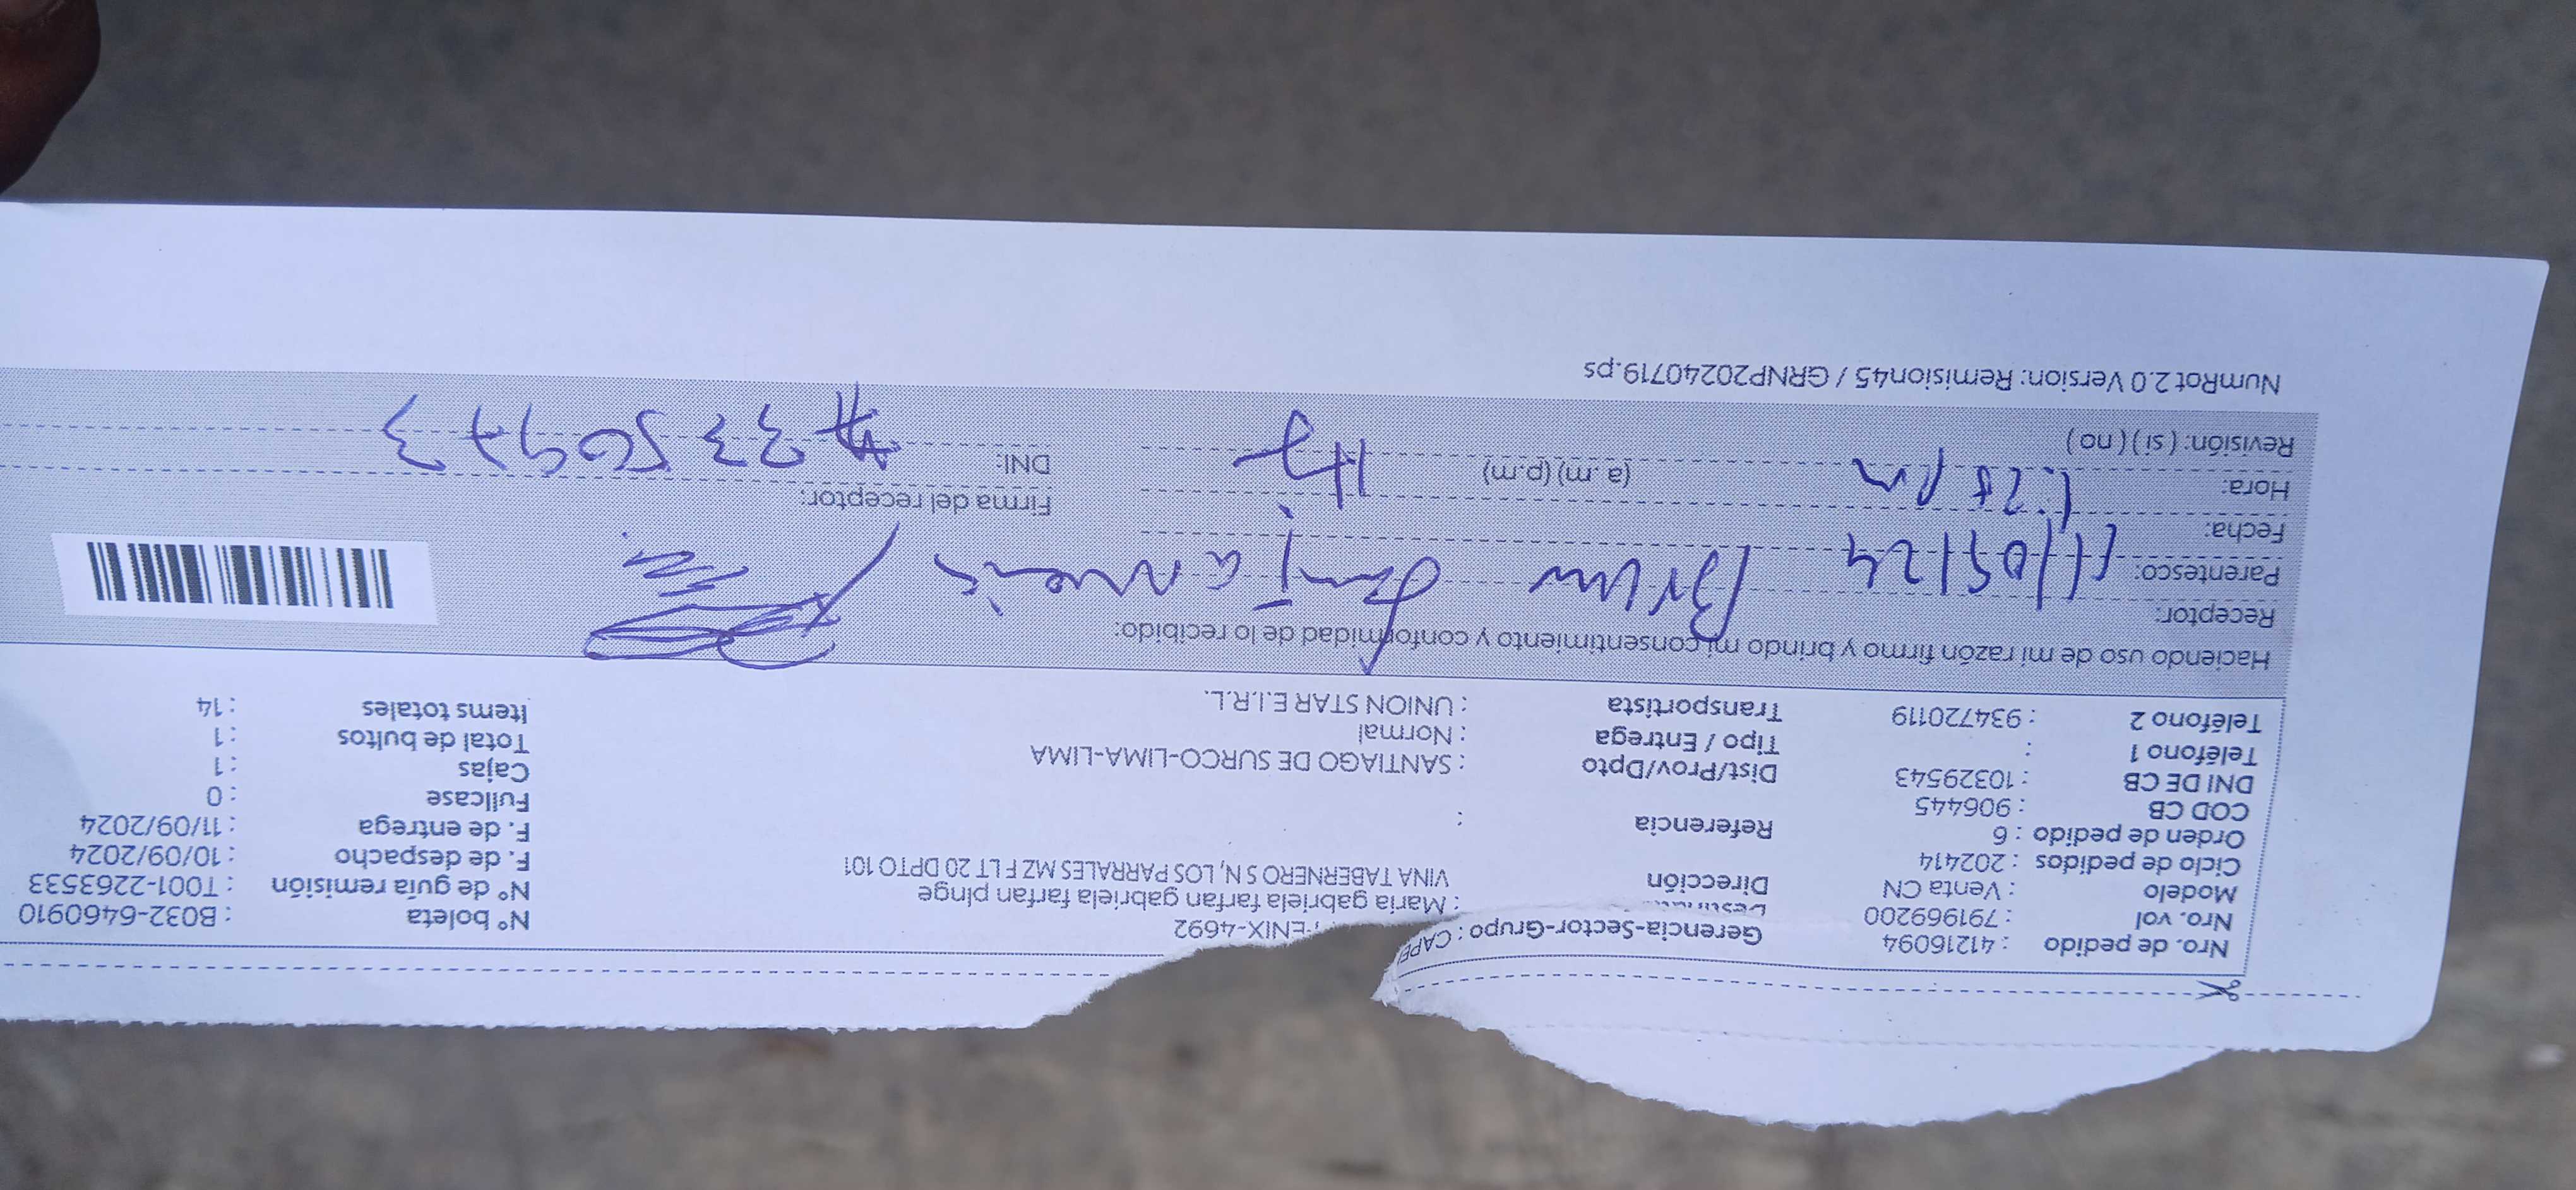 Nro. de pedido : 41216094 Gerencia-Sector-Grupo : CAPE FENIX-4692 N° boleta : B032-6460910
Nro. vol : 791969200 : Maria gabriela farfan gabriela farfan pinge N° de guía remisión : T001-2263533
Modelo : Venta CN Dirección VINA TABERNERO S N, LOS PARRALES MZ F LT 20 DPTO 101 F. de despacho : 10/09/2024
Ciclo de pedidos : 202414 F. de entrega : 11/09/2024
Orden de pedido : 6 Referencia : Fullcase : 0
COD CB : 906445 Cajas : 1
DNI DE CB : 10329543 Dist/Prov/Dpto : SANTIAGO DE SURCO-LIMA-LIMA Total de bultos : 1
Teléfono 1 : Tipo / Entrega : Normal Items totales : 14
Teléfono 2 : 934720119 Transportista : UNION STAR E.I.R.L.
Haciendo uso de mi razón firmo y brindo mi consentimiento y conformidad de lo recibido:
Receptor:
Parentesco:
Fecha: 11/09/24
Hora: 1:20 pm (a .m) (p.m) Firma del receptor:
Revisión: ( si ) ( no ) DNI:
NumRot 2.0 Version: Remision45 / GRNP20240719.ps